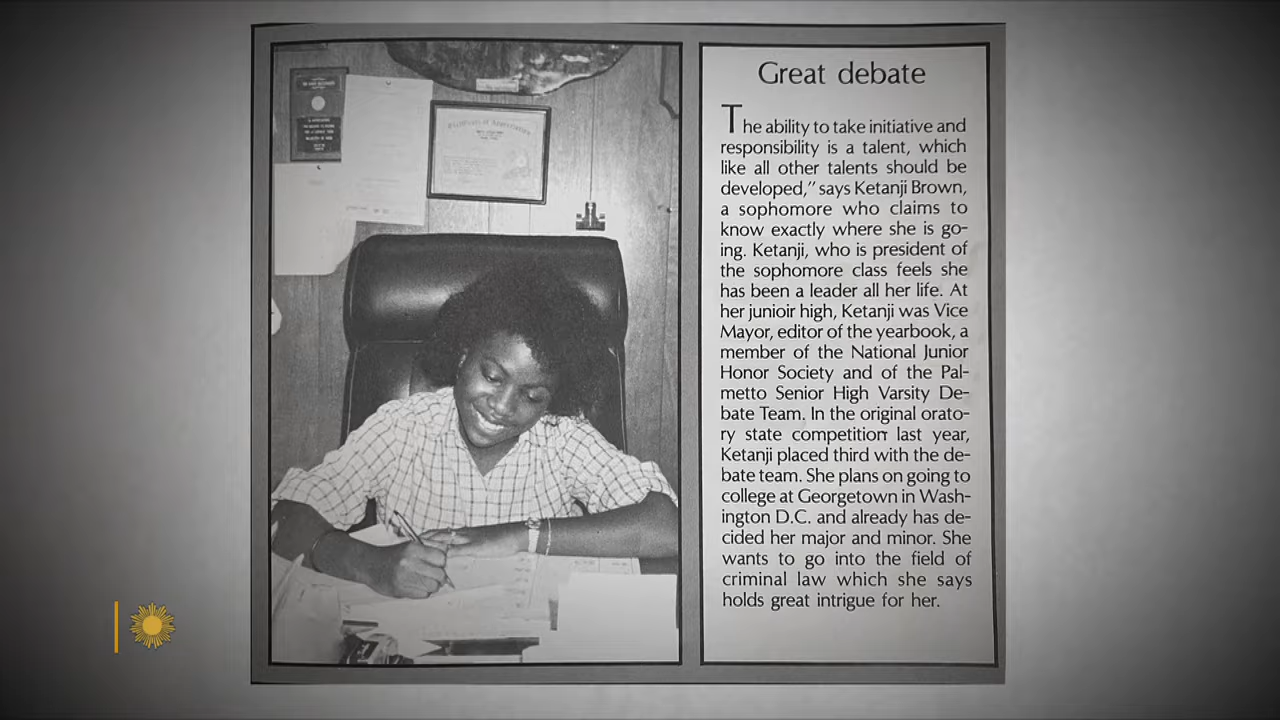 Great debate
The ability to take initiative and
responsibility is a talent, which
like all other talents should be
developed," says Ketanji Brown,
a sophomore who claims to
know exactly where she is go-
ing. Ketanji, who is president of
the sophomore class feels she
has been a leader all her life. At
her junioir high, Ketanji was Vice
Mayor, editor of the yearbook, a
member of the National Junior
Honor Society and of the Pal-
metto Senior High Varsity De-
bate Team. In the original orato-
ry state competition last year,
Ketanji placed third with the de-
bate team. She plans on going to
college at Georgetown in Wash-
ington D.C. and already has de-
cided her major and minor. She
wants to go into the field of
criminal law which she says
holds great intrigue for her.
Certificate of Appreciation